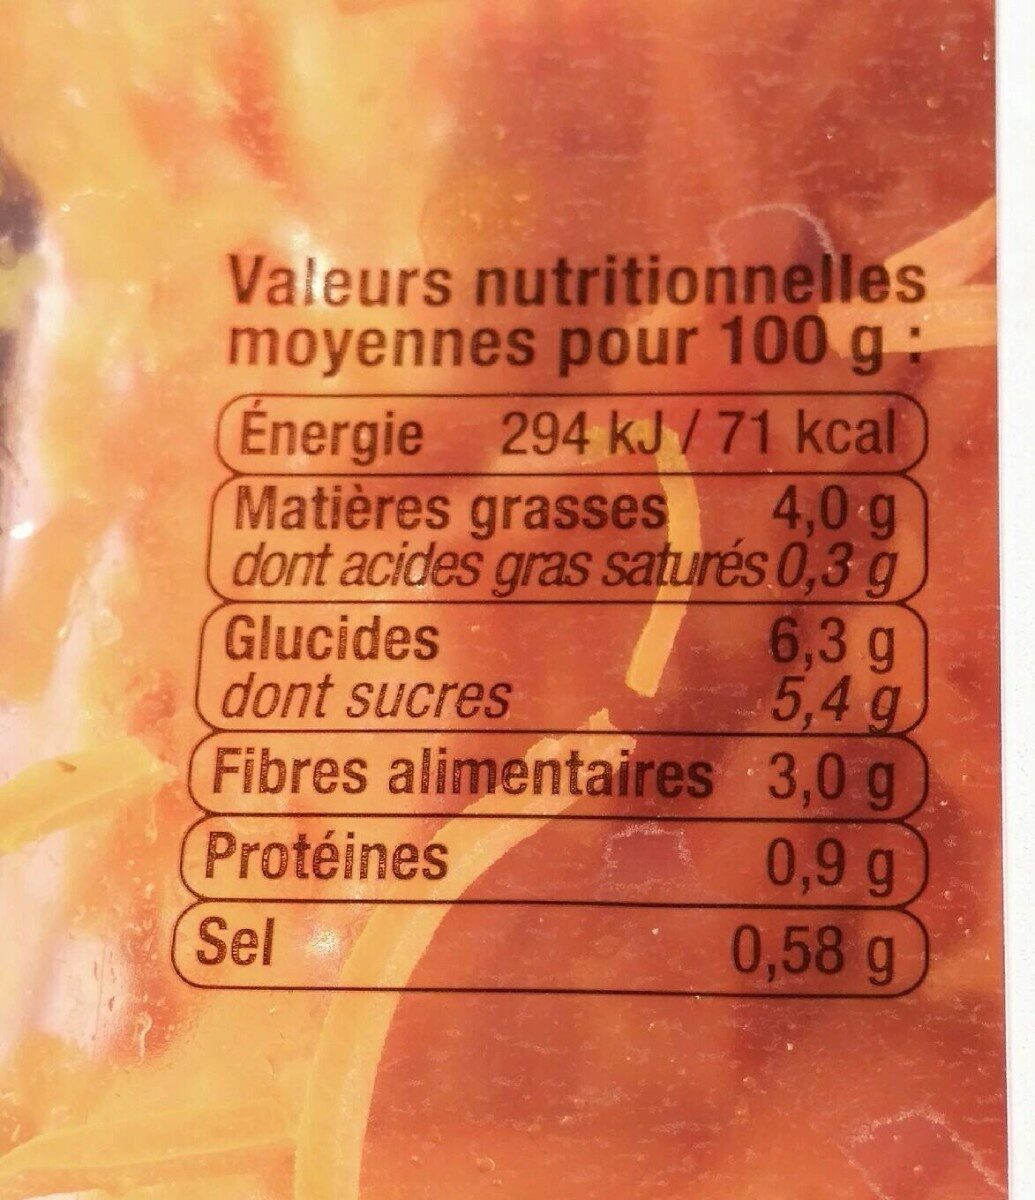 Valeurs nutritionnelles
moyennes pour 100 g :
Énergie 294 kJ / 71 kcal
Matières grasses 4,0 g
dont acides gras saturés 0,3 g
Glucides 6,3 g
dont sucres 5,4 g
Fibres alimentaires 3,0 g
Protéines 0,9 g
Sel 0,58 g